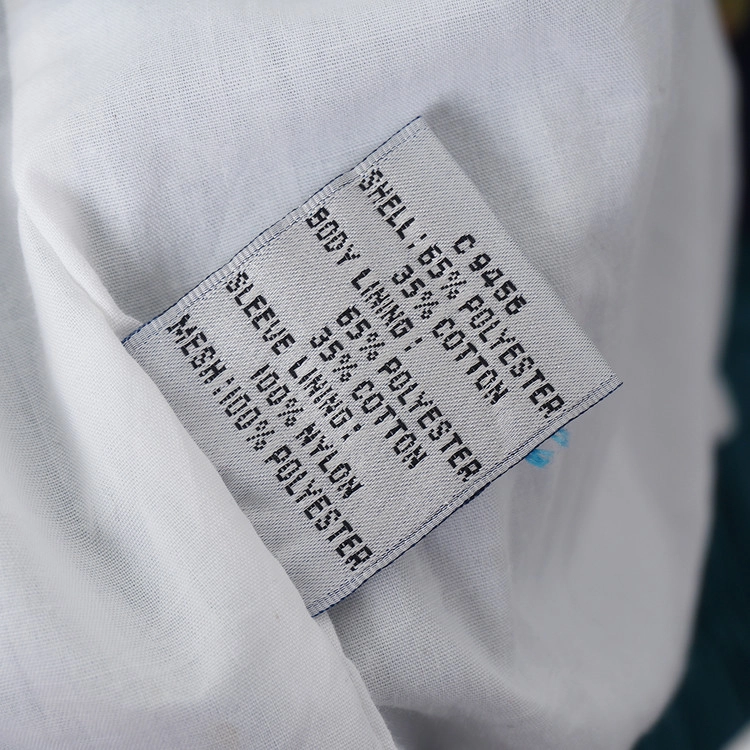 C 9456
SHELL: 65% POLYESTER
35% COTTON
BODY LINING:
65% POLYESTER
35% COTTON
SLEEVE LINING:
100% NYLON
MESH: 100% POLYESTER